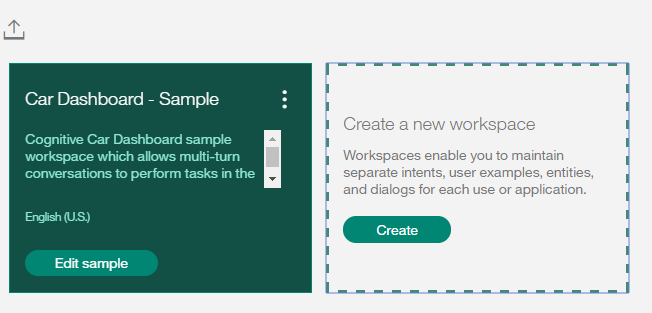 Car Dashboard - Sample
Cognitive Car Dashboard sample
workspace which allows multi-turn
conversations to perform tasks in the
English (U.S.)
Edit sample
Create a new workspace
Workspaces enable you to maintain
separate intents, user examples, entities,
and dialogs for each use or application.
Create